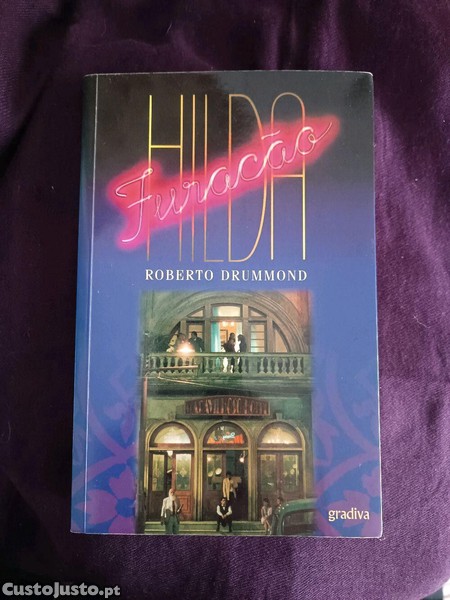 HILDA
Furacão
ROBERTO DRUMMOND
gradiva
CustoJusto.pt